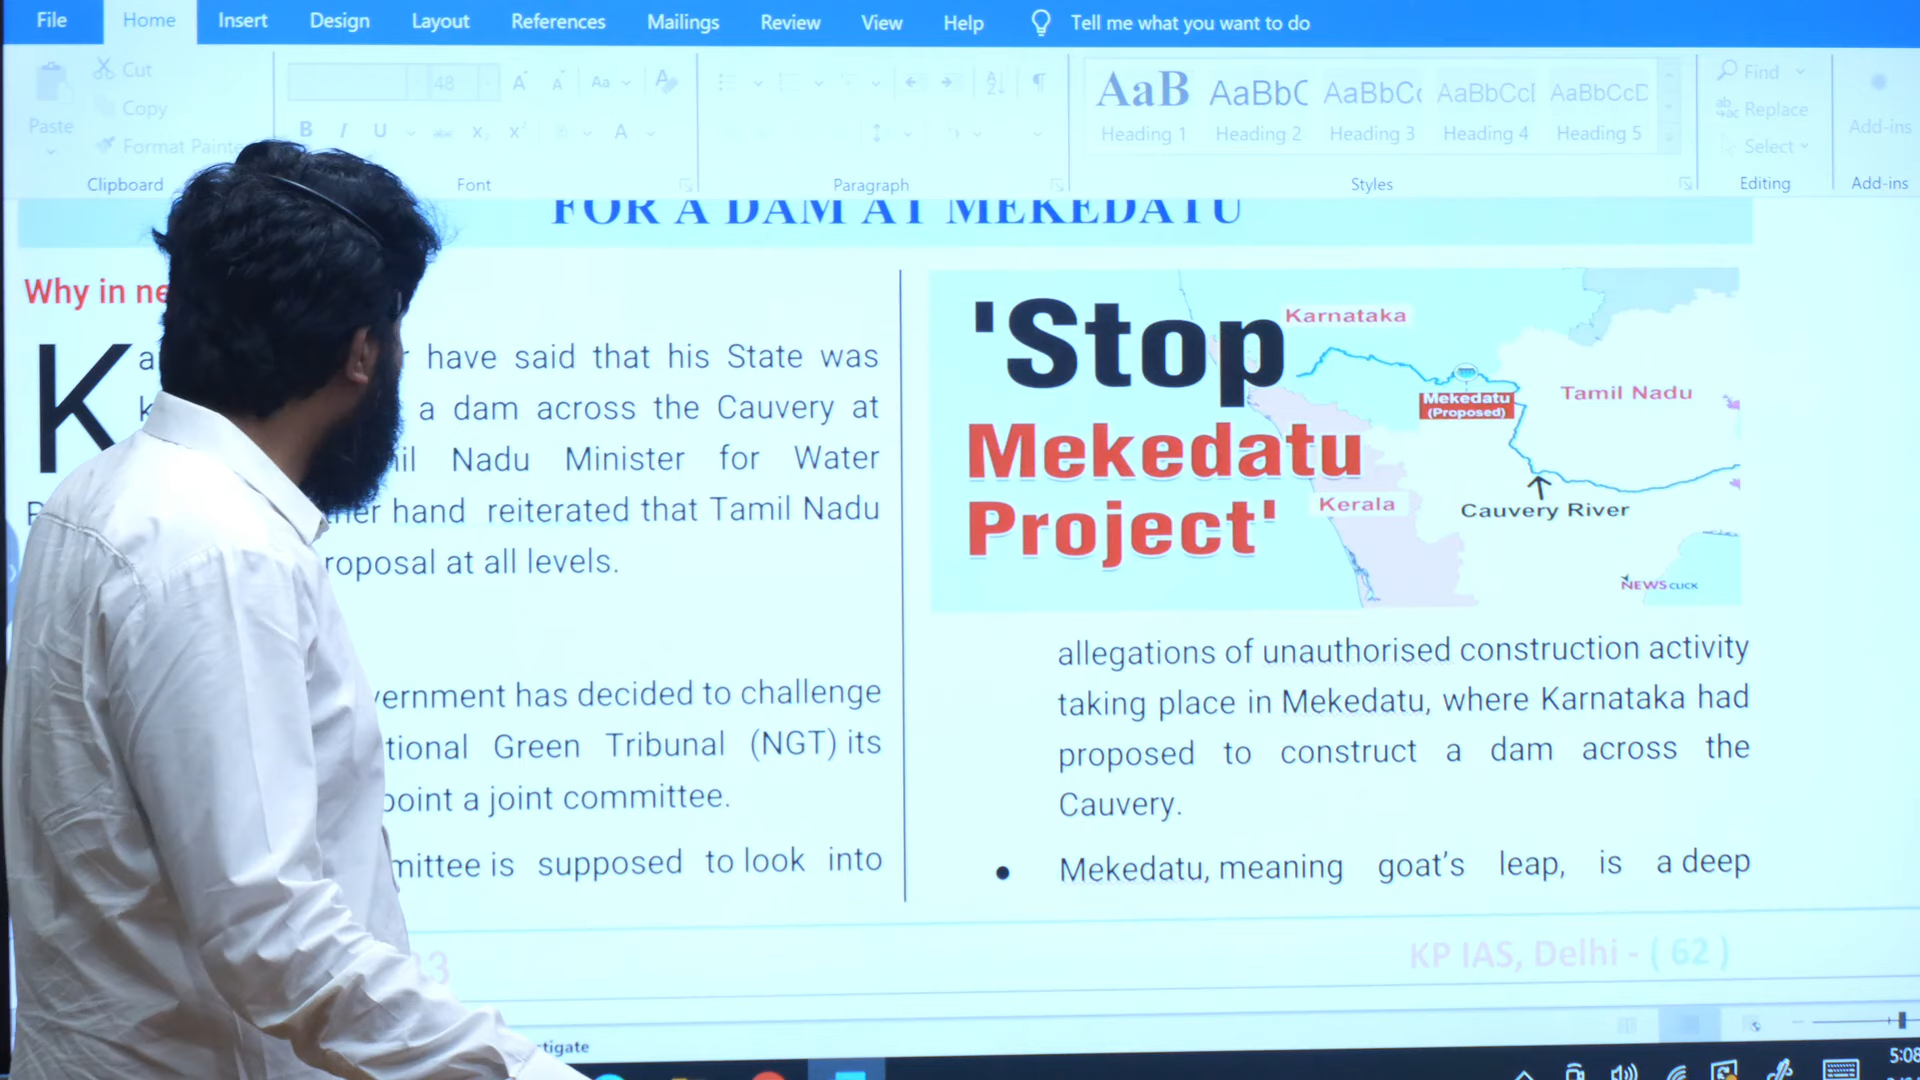 File Home Insert Design Layout References Mailings Review View Help Tell me what you want to do
Cut
Copy
Paste
Format Painte
Clipboard
48
Font
Paragraph
AaB AaBbC AaBbCc AaBbCcI AaBbCcD
Heading 1 Heading 2 Heading 3 Heading 4 Heading 5
Styles
Find
Replace
Select
Editing
Add-ins
Add-ins
FOR A DAM AT MEKEDATU
Why in ne
have said that his State was
a dam across the Cauvery at
Nadu Minister for Water
hand reiterated that Tamil Nadu
roposal at all levels.
vernment has decided to challenge
tional Green Tribunal (NGT) its
point a joint committee.
mittee is supposed to look into
'Stop
Mekedatu
Project'
Karnataka
Mekedatu
(Proposed)
Tamil Nadu
Kerala
Cauvery River
NEWS CLICK
allegations of unauthorised construction activity
taking place in Mekedatu, where Karnataka had
proposed to construct a dam across the
Cauvery.
• Mekedatu, meaning goat's leap, is a deep
KP IAS, Delhi - ( 62 )
tigate
5:08